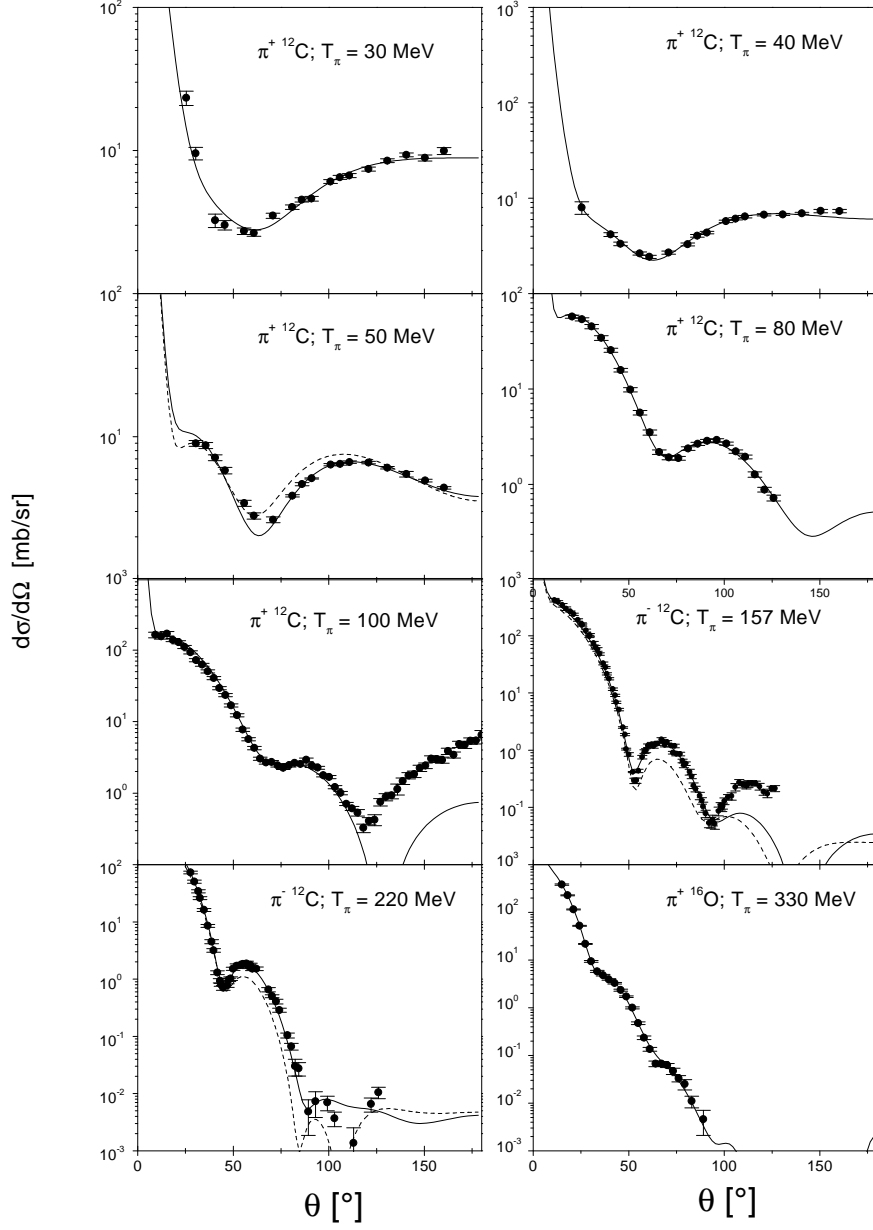 dσ/dΩ [mb/sr]
10²
10¹
π⁺ ¹²C; T_π = 30 MeV
10³
10²
10¹
π⁺ ¹²C; T_π = 40 MeV
10²
10¹
π⁺ ¹²C; T_π = 50 MeV
10²
10¹
10⁰
π⁺ ¹²C; T_π = 80 MeV
0 50 100 150
10³
10²
10¹
10⁰
π⁺ ¹²C; T_π = 100 MeV
10³
10²
10¹
10⁰
10⁻¹
π⁻ ¹²C; T_π = 157 MeV
10²
10¹
10⁰
10⁻¹
10⁻²
10⁻³
π⁻ ¹²C; T_π = 220 MeV
0 50 100 150
θ [°]
10³
10²
10¹
10⁰
10⁻¹
10⁻²
10⁻³
π⁺ ¹⁶O; T_π = 330 MeV
0 50 100 150
θ [°]